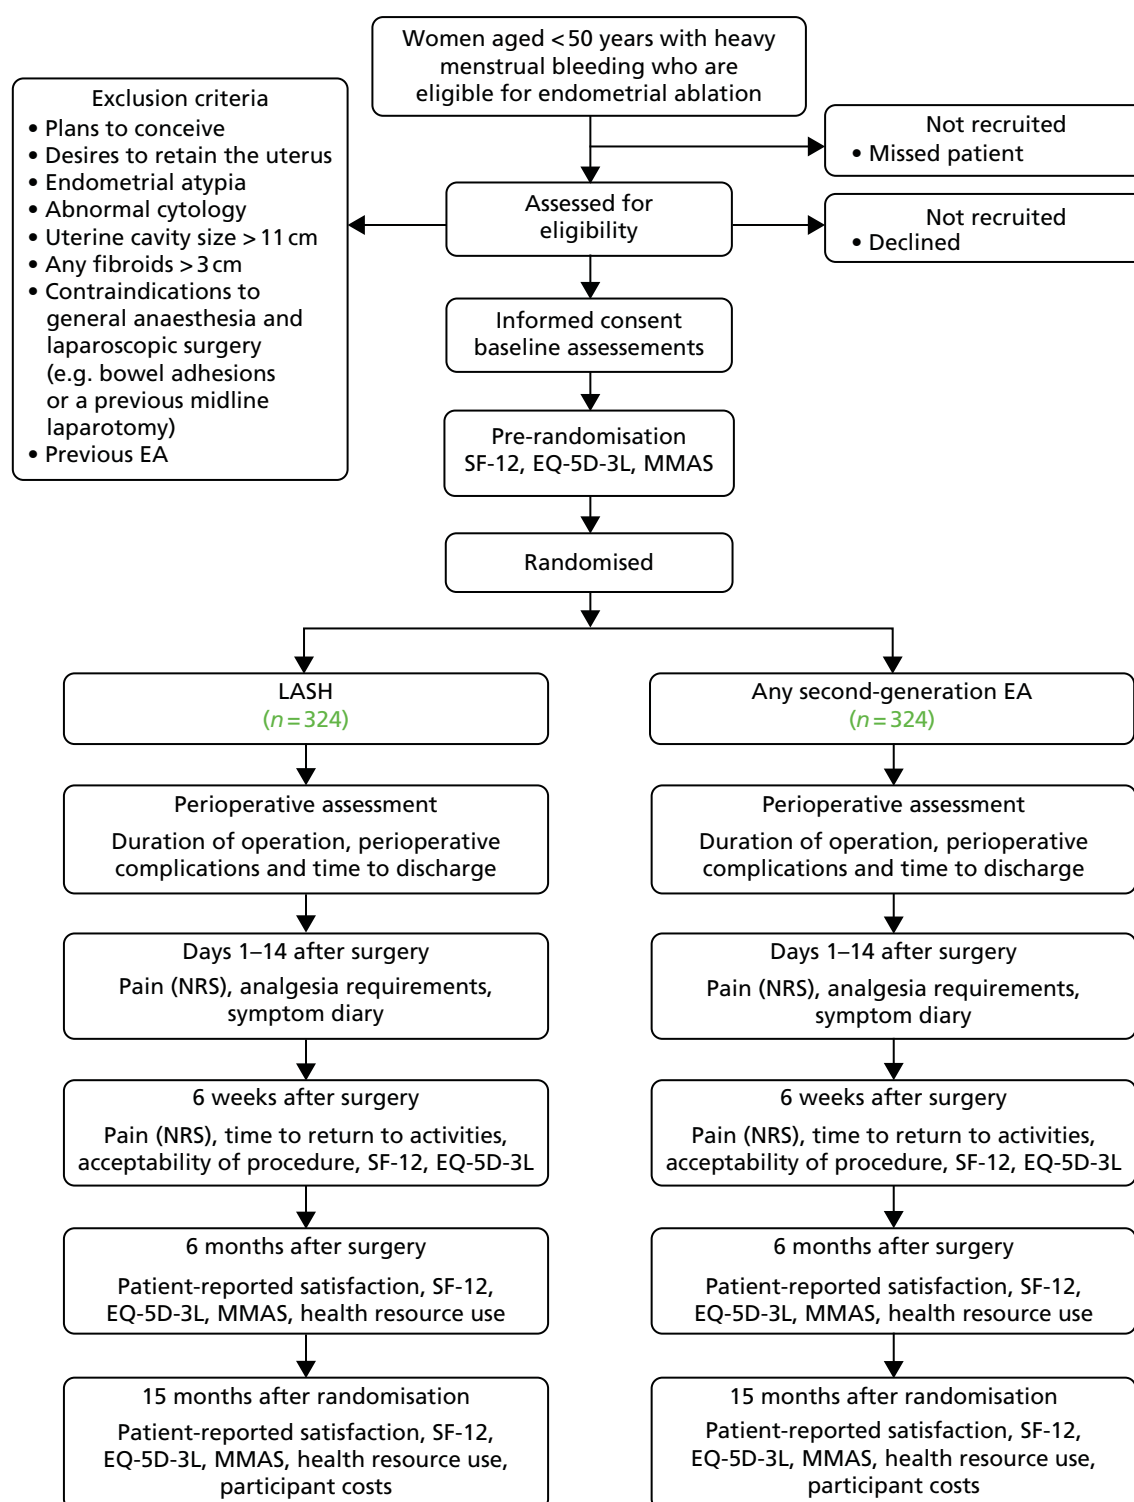 Women aged <50 years with heavy
menstrual bleeding who are
eligible for endometrial ablation
Exclusion criteria
• Plans to conceive
• Desires to retain the uterus
• Endometrial atypia
• Abnormal cytology
• Uterine cavity size > 11 cm
• Any fibroids > 3 cm
• Contraindications to
general anaesthesia and
laparoscopic surgery
(e.g. bowel adhesions
or a previous midline
laparotomy)
• Previous EA
Not recruited
• Missed patient
Assessed for
eligibility
Not recruited
• Declined
Informed consent
baseline assessements
Pre-randomisation
SF-12, EQ-5D-3L, MMAS
Randomised
LASH
(n = 324)
Perioperative assessment
Duration of operation, perioperative
complications and time to discharge
Days 1–14 after surgery
Pain (NRS), analgesia requirements,
symptom diary
6 weeks after surgery
Pain (NRS), time to return to activities,
acceptability of procedure, SF-12, EQ-5D-3L
6 months after surgery
Patient-reported satisfaction, SF-12,
EQ-5D-3L, MMAS, health resource use
15 months after randomisation
Patient-reported satisfaction, SF-12,
EQ-5D-3L, MMAS, health resource use,
participant costs
Any second-generation EA
(n = 324)
Perioperative assessment
Duration of operation, perioperative
complications and time to discharge
Days 1–14 after surgery
Pain (NRS), analgesia requirements,
symptom diary
6 weeks after surgery
Pain (NRS), time to return to activities,
acceptability of procedure, SF-12, EQ-5D-3L
6 months after surgery
Patient-reported satisfaction, SF-12,
EQ-5D-3L, MMAS, health resource use
15 months after randomisation
Patient-reported satisfaction, SF-12,
EQ-5D-3L, MMAS, health resource use,
participant costs